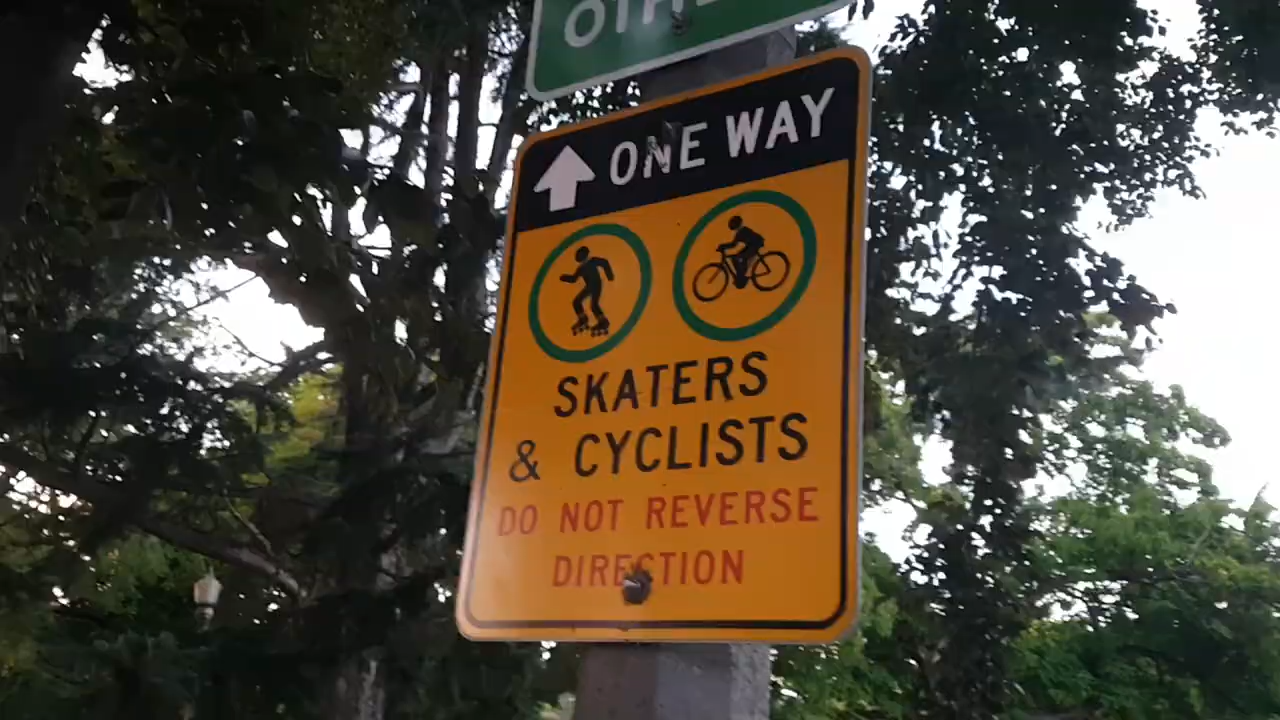 ONE WAY
SKATERS
& CYCLISTS
DO NOT REVERSE
DIRECTION